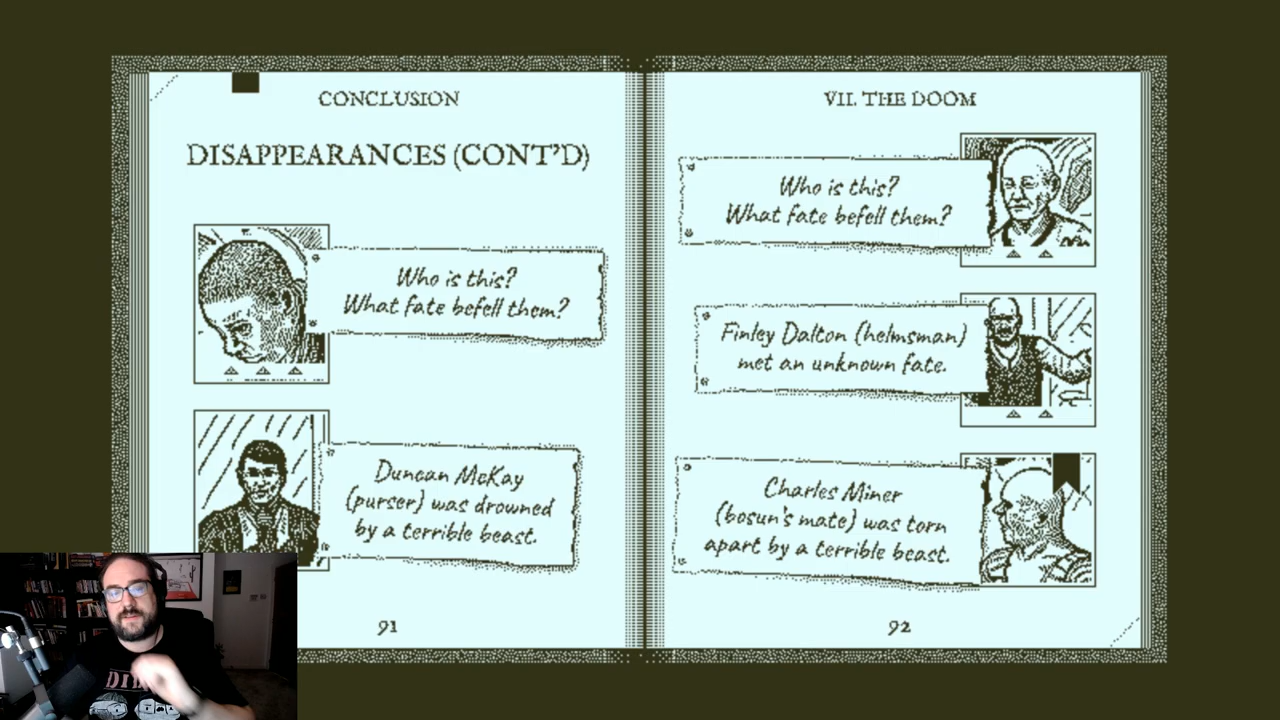 CONCLUSION
DISAPPEARANCES (CONT'D)
Who is this?
What fate befell them?
Duncan McKay
(purser) was drowned
by a terrible beast.
91
VII. THE DOOM
Who is this?
What fate befell them?
Finley Dalton (helmsman)
met an unknown fate.
Charles Miner
(bosun's mate) was torn
apart by a terrible beast.
92